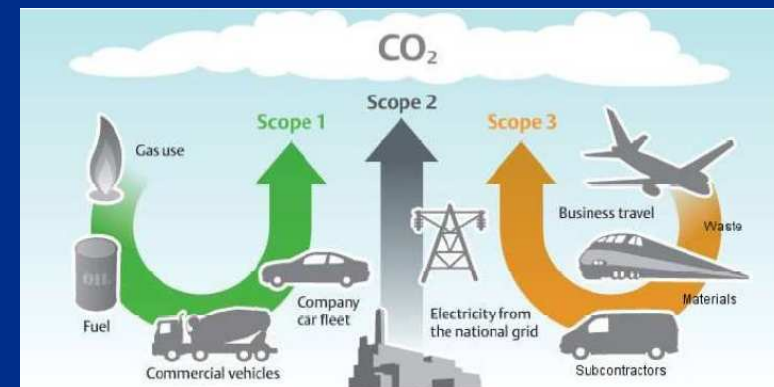 CO₂
Scope 1
Scope 2
Scope 3
Gas use
OIL
Fuel
Commercial vehicles
Company
car fleet
Electricity from
the national grid
Business travel
Waste
Materials
Subcontractors